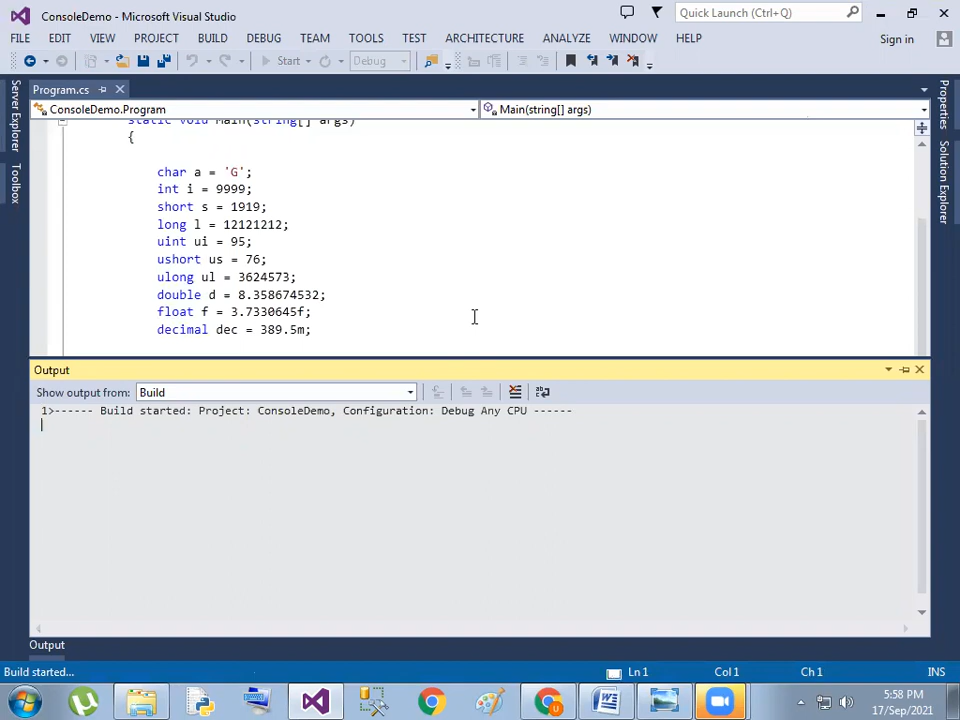 ConsoleDemo - Microsoft Visual Studio
Quick Launch (Ctrl+Q)
FILE EDIT VIEW PROJECT BUILD DEBUG TEAM TOOLS TEST ARCHITECTURE ANALYZE WINDOW HELP
Sign in
Start
Debug
Program.cs
ConsoleDemo.Program
Main(string[] args)
Server Explorer
Toolbox
Properties
Solution Explorer
static void Main(string[] args)
{
char a = 'G';
int i = 9999;
short s = 1919;
long l = 12121212;
uint ui = 95;
ushort us = 76;
ulong ul = 3624573;
double d = 8.358674532;
float f = 3.7330645f;
decimal dec = 389.5m;
Output
Show output from: Build
1>------ Build started: Project: ConsoleDemo, Configuration: Debug Any CPU ------
Output
Build started...
Ln 1
Col 1
Ch 1
INS
5:58 PM
17/Sep/2021